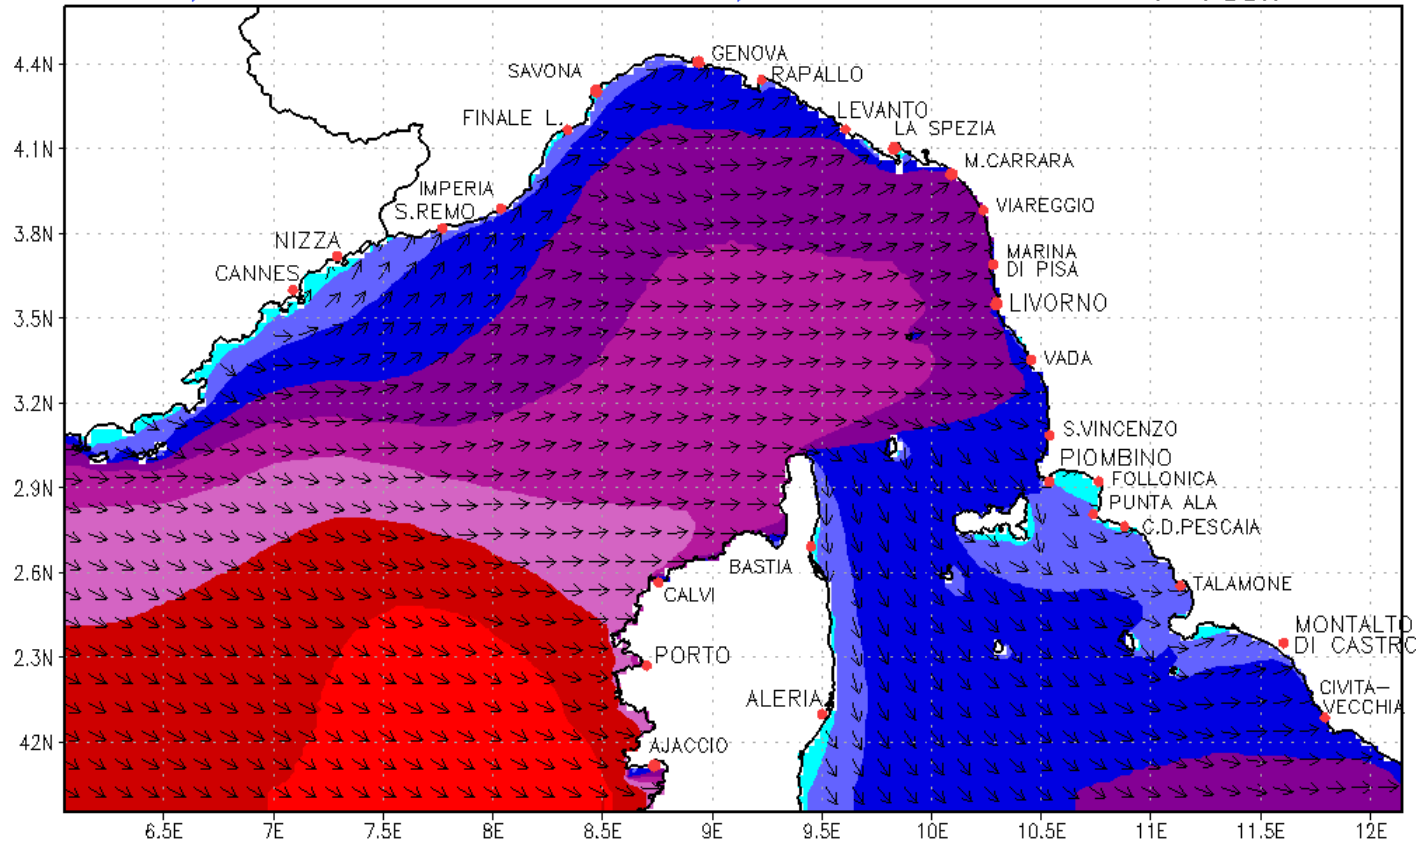 4.4N
4.1N
3.8N
3.5N
3.2N
2.9N
2.6N
2.3N
42N
GENOVA
SAVONA
RAPALLO
FINALE L.
LEVANTO
LA SPEZIA
M.CARRARA
IMPERIA
S.REMO
VIAREGGIO
NIZZA
MARINA
DI PISA
CANNES
LIVORNO
VADA
S.VINCENZO
PIOMBINO
FOLLONICA
PUNTA ALA
C.D.PESCAIA
BASTIA
TALAMONE
CALVI
MONTALTO
DI CASTRO
PORTO
CIVITA–
VECCHIA
ALERIA
AJACCIO
6.5E
7E
7.5E
8E
8.5E
9E
9.5E
10E
10.5E
11E
11.5E
12E